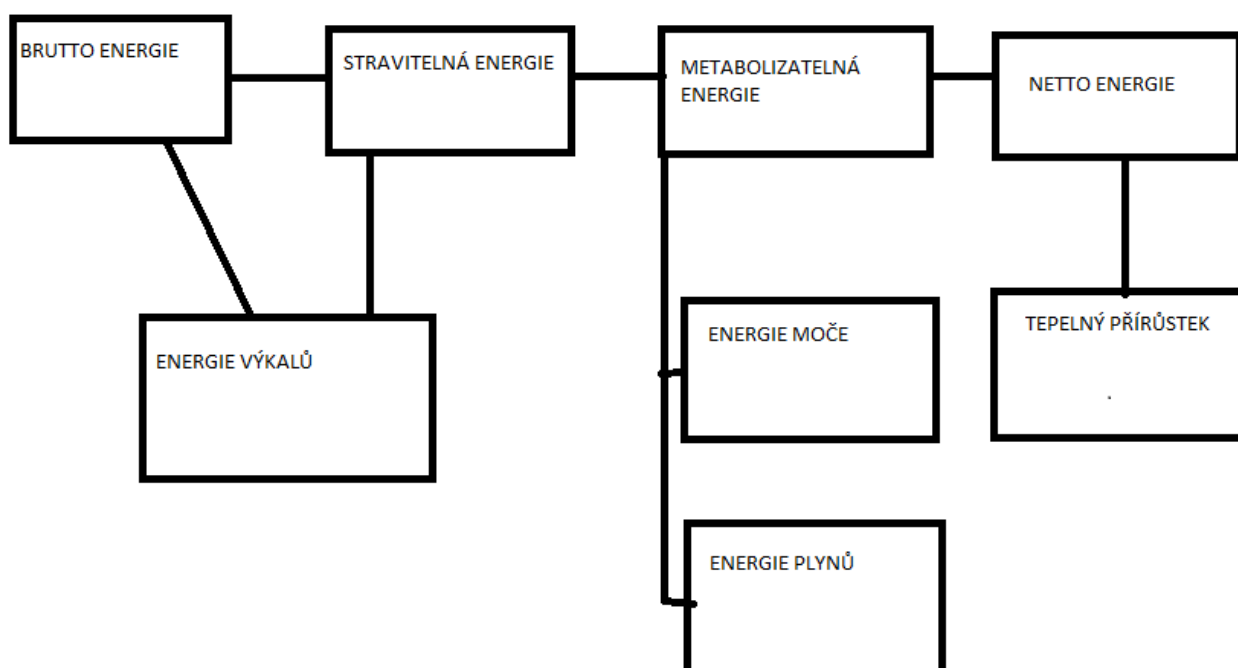 BRUTTO ENERGIE
STRAVITELNÁ ENERGIE
METABOLIZATELNÁ
ENERGIE
NETTO ENERGIE
ENERGIE VÝKALŮ
ENERGIE MOČE
TEPELNÝ PŘÍRŮSTEK
.
ENERGIE PLYNŮ